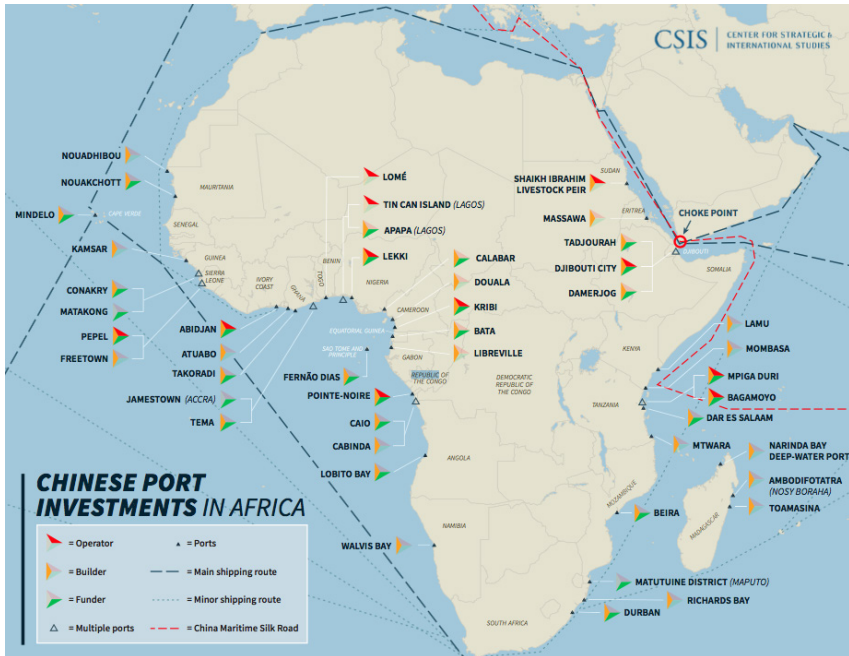 CSIS
CENTER FOR STRATEGIC &
INTERNATIONAL STUDIES
NOUADHIBOU
NOUAKCHOTT
MAURITANIA
MINDELO
CAPE VERDE
SENEGAL
KAMSAR
GUINEA
SIERRA
LEONE
CONAKRY
MATAKONG
PEPEL
FREETOWN
IVORY
COAST
GHANA
TOGO
BENIN
NIGERIA
LOMÉ
TIN CAN ISLAND (LAGOS)
APAPA (LAGOS)
LEKKI
ABIDJAN
ATUABO
TAKORADI
JAMESTOWN (ACCRA)
TEMA
CALABAR
DOUALA
KRIBI
BATA
LIBREVILLE
CAMEROON
EQUATORIAL GUINEA
SAO TOME AND
PRINCIPLE
GABON
REPUBLIC OF
THE CONGO
DEMOCRATIC
REPUBLIC OF
THE CONGO
FERNÃO DIAS
POINTE-NOIRE
CAIO
CABINDA
LOBITO BAY
ANGOLA
SHAIKH IBRAHIM
LIVESTOCK PEIR
SUDAN
MASSAWA
ERITREA
CHOKE POINT
TADJOURAH
DJIBOUTI
DJIBOUTI CITY
DAMERJOG
SOMALIA
KENYA
LAMU
MOMBASA
MPIGA DURI
BAGAMOYO
TANZANIA
DAR ES SALAAM
MTWARA
NARINDA BAY
DEEP-WATER PORT
AMBODIFOTATRA
(NOSY BORAHA)
TOAMASINA
MADAGASCAR
MOZAMBIQUE
BEIRA
NAMIBIA
WALVIS BAY
MATUTUINE DISTRICT (MAPUTO)
RICHARDS BAY
DURBAN
SOUTH AFRICA
CHINESE PORT
INVESTMENTS IN AFRICA
= Operator
= Ports
= Builder
= Main shipping route
= Funder
= Minor shipping route
= Multiple ports
= China Maritime Silk Road